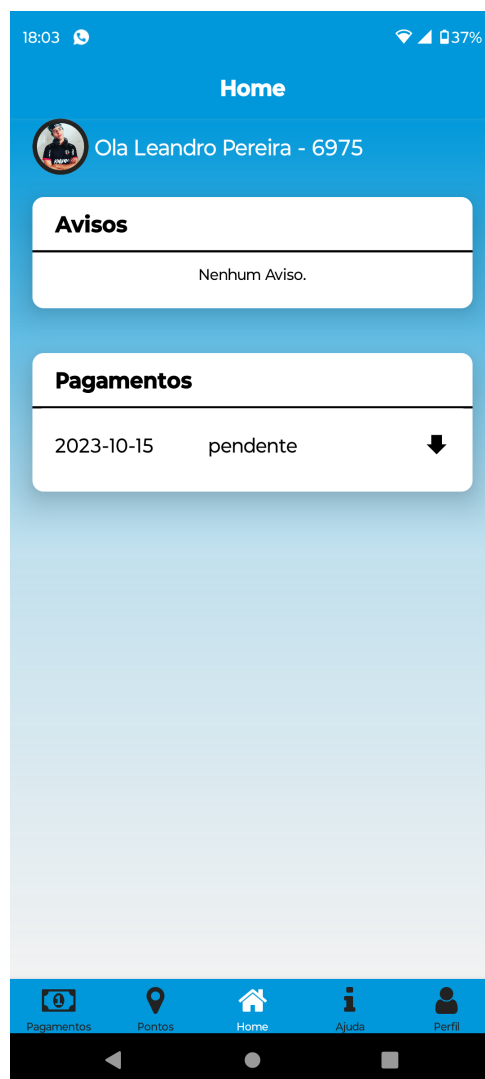 18:03 37%
Home
Ola Leandro Pereira - 6975
Avisos
Nenhum Aviso.
Pagamentos
2023-10-15 pendente
1
Pagamentos Pontos Home Ajuda Perfil